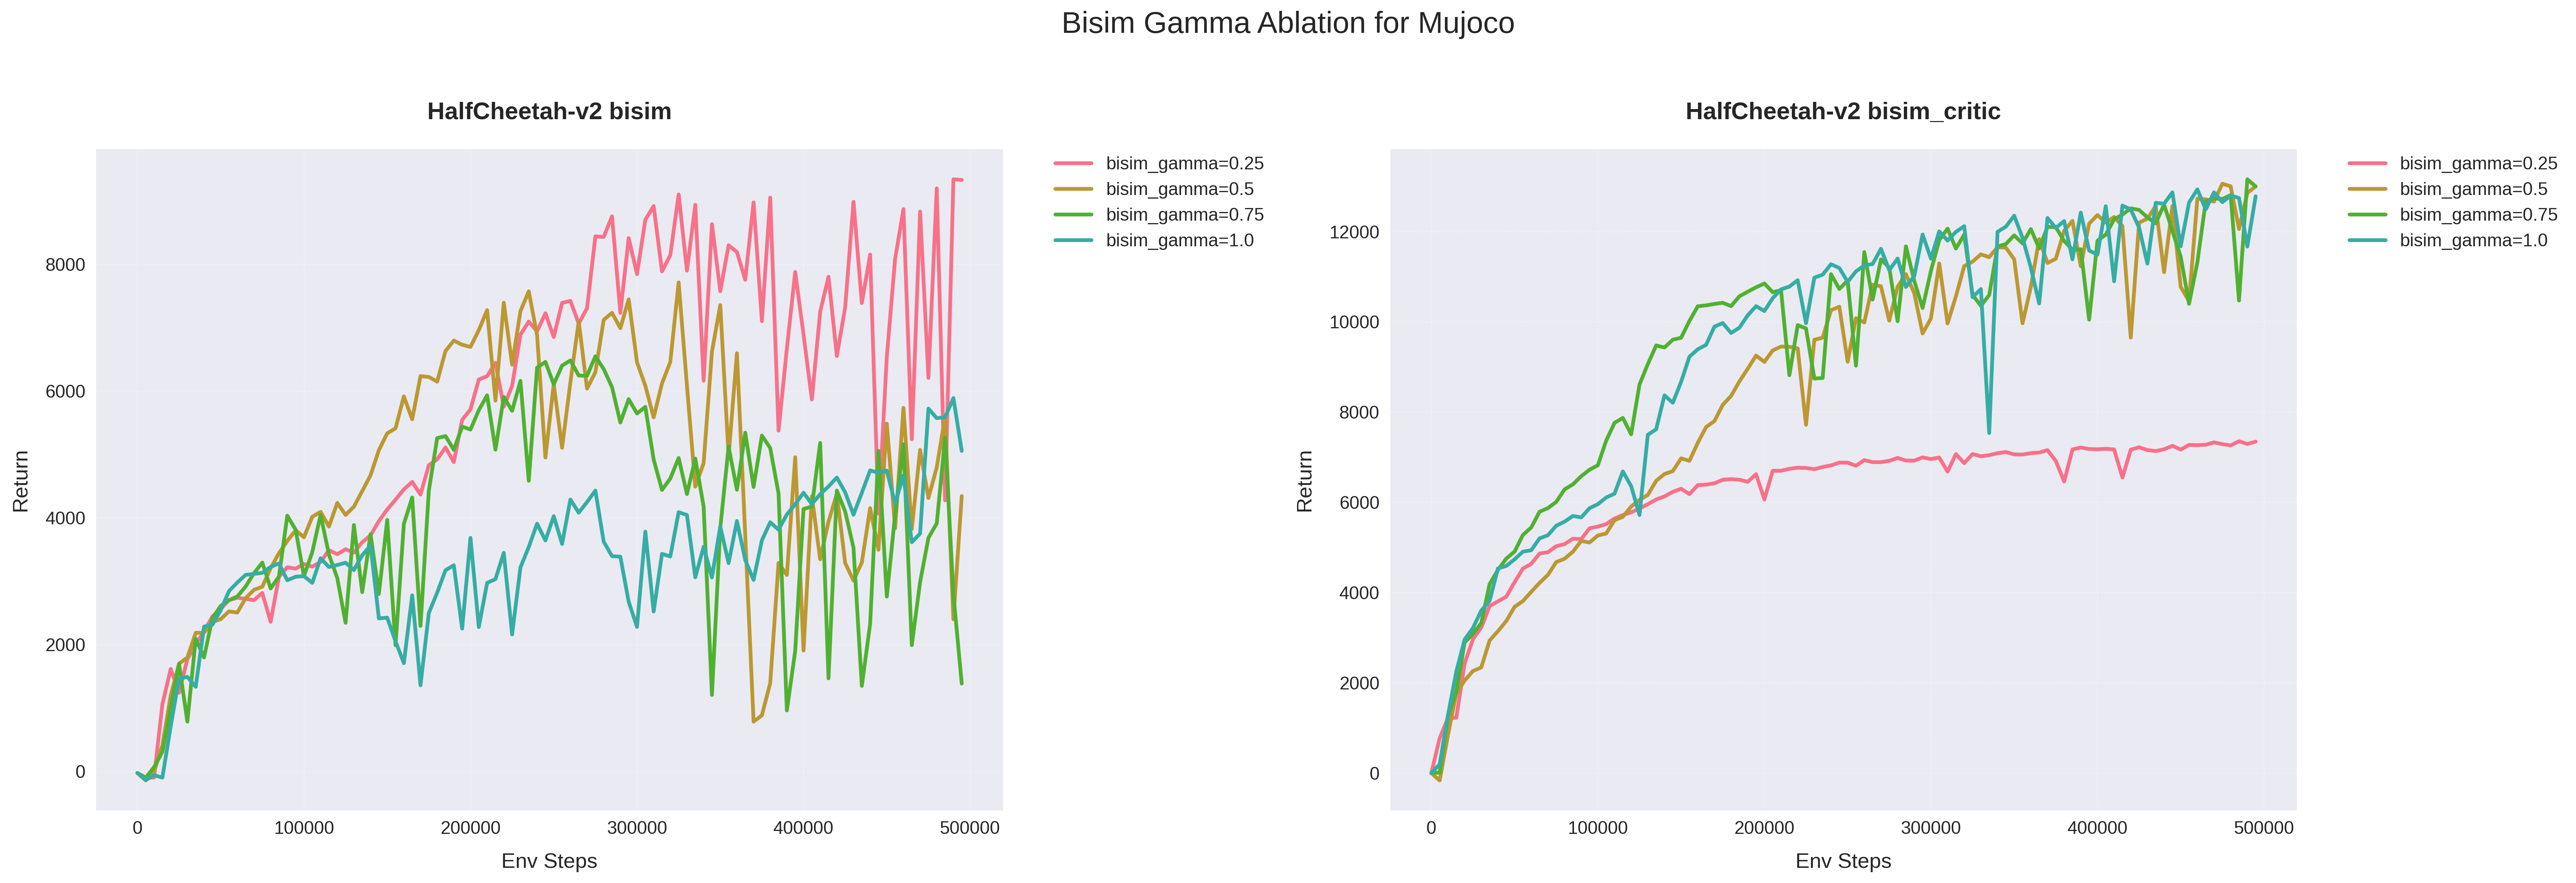 Bisim Gamma Ablation for Mujoco
HalfCheetah-v2 bisim
Return
8000
6000
4000
2000
0
0 100000 200000 300000 400000 500000
Env Steps
bisim_gamma=0.25
bisim_gamma=0.5
bisim_gamma=0.75
bisim_gamma=1.0
HalfCheetah-v2 bisim_critic
Return
12000
10000
8000
6000
4000
2000
0
0 100000 200000 300000 400000 500000
Env Steps
bisim_gamma=0.25
bisim_gamma=0.5
bisim_gamma=0.75
bisim_gamma=1.0